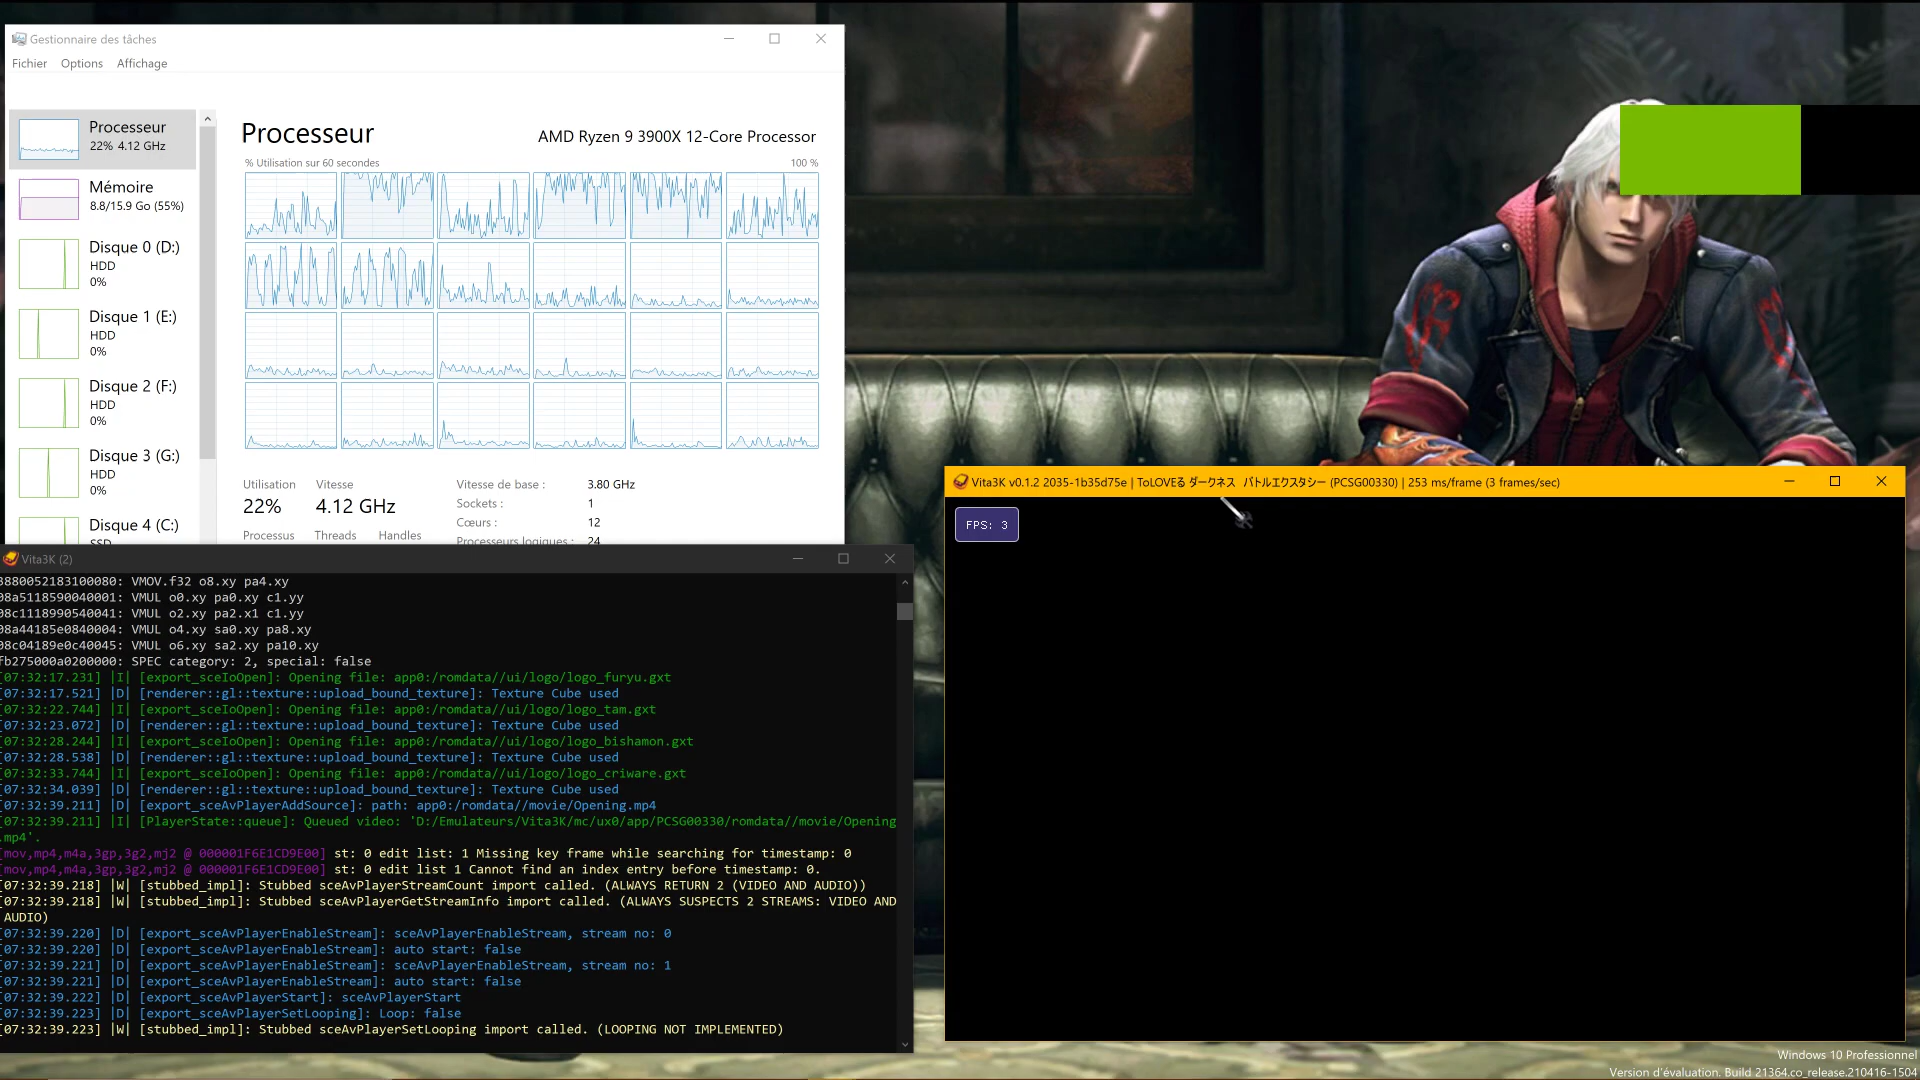 Gestionnaire des tâches
Fichier Options Affichage
Processeur
22% 4.12 GHz
Mémoire
8.8/15.9 Go (55%)
Disque 0 (D:)
HDD
0%
Disque 1 (E:)
HDD
0%
Disque 2 (F:)
HDD
0%
Disque 3 (G:)
HDD
0%
Disque 4 (C:)
SSD
Processeur
AMD Ryzen 9 3900X 12-Core Processor
% Utilisation sur 60 secondes
100 %
Utilisation Vitesse
22% 4.12 GHz
Processus Threads Handles
Vitesse de base : 3.80 GHz
Sockets : 1
Cœurs : 12
Processeurs logiques : 24
Vita3K (2)
3880052183100080: VMOV.f32 o8.xy pa4.xy
08a5118590040001: VMUL o0.xy pa0.xy c1.yy
08c1118990540041: VMUL o2.xy pa2.x1 c1.yy
08a44185e0840004: VMUL o4.xy sa0.xy pa8.xy
08c04189e0c40045: VMUL o6.xy sa2.xy pa10.xy
fb275000a0200000: SPEC category: 2, special: false
[07:32:17.231] |I| [export_sceIoOpen]: Opening file: app0:/romdata//ui/logo/logo_furyu.gxt
[07:32:17.521] |D| [renderer::gl::texture::upload_bound_texture]: Texture Cube used
[07:32:22.744] |I| [export_sceIoOpen]: Opening file: app0:/romdata//ui/logo/logo_tam.gxt
[07:32:23.072] |D| [renderer::gl::texture::upload_bound_texture]: Texture Cube used
[07:32:28.244] |I| [export_sceIoOpen]: Opening file: app0:/romdata//ui/logo/logo_bishamon.gxt
[07:32:28.538] |D| [renderer::gl::texture::upload_bound_texture]: Texture Cube used
[07:32:33.744] |I| [export_sceIoOpen]: Opening file: app0:/romdata//ui/logo/logo_criware.gxt
[07:32:34.039] |D| [renderer::gl::texture::upload_bound_texture]: Texture Cube used
[07:32:39.211] |D| [export_sceAvPlayerAddSource]: path: app0:/romdata//movie/Opening.mp4
[07:32:39.211] |I| [PlayerState::queue]: Queued video: 'D:/Emulateurs/Vita3K/mc/ux0/app/PCSG00330/romdata//movie/Opening
.mp4'.
[mov,mp4,m4a,3gp,3g2,mj2 @ 000001F6E1CD9E00] st: 0 edit list: 1 Missing key frame while searching for timestamp: 0
[mov,mp4,m4a,3gp,3g2,mj2 @ 000001F6E1CD9E00] st: 0 edit list 1 Cannot find an index entry before timestamp: 0.
[07:32:39.218] |W| [stubbed_impl]: Stubbed sceAvPlayerStreamCount import called. (ALWAYS RETURN 2 (VIDEO AND AUDIO))
[07:32:39.218] |W| [stubbed_impl]: Stubbed sceAvPlayerGetStreamInfo import called. (ALWAYS SUSPECTS 2 STREAMS: VIDEO AND
AUDIO)
[07:32:39.220] |D| [export_sceAvPlayerEnableStream]: sceAvPlayerEnableStream, stream no: 0
[07:32:39.220] |D| [export_sceAvPlayerEnableStream]: auto start: false
[07:32:39.221] |D| [export_sceAvPlayerEnableStream]: sceAvPlayerEnableStream, stream no: 1
[07:32:39.221] |D| [export_sceAvPlayerEnableStream]: auto start: false
[07:32:39.222] |D| [export_sceAvPlayerStart]: sceAvPlayerStart
[07:32:39.223] |D| [export_sceAvPlayerSetLooping]: Loop: false
[07:32:39.223] |W| [stubbed_impl]: Stubbed sceAvPlayerSetLooping import called. (LOOPING NOT IMPLEMENTED)
Vita3K v0.1.2 2035-1b35d75e | ToLOVEる ダークネス バトルエクスタシー (PCSG00330) | 253 ms/frame (3 frames/sec)
FPS: 3
Windows 10 Professionnel
Version d'évaluation. Build 21364.co_release.210416-1504